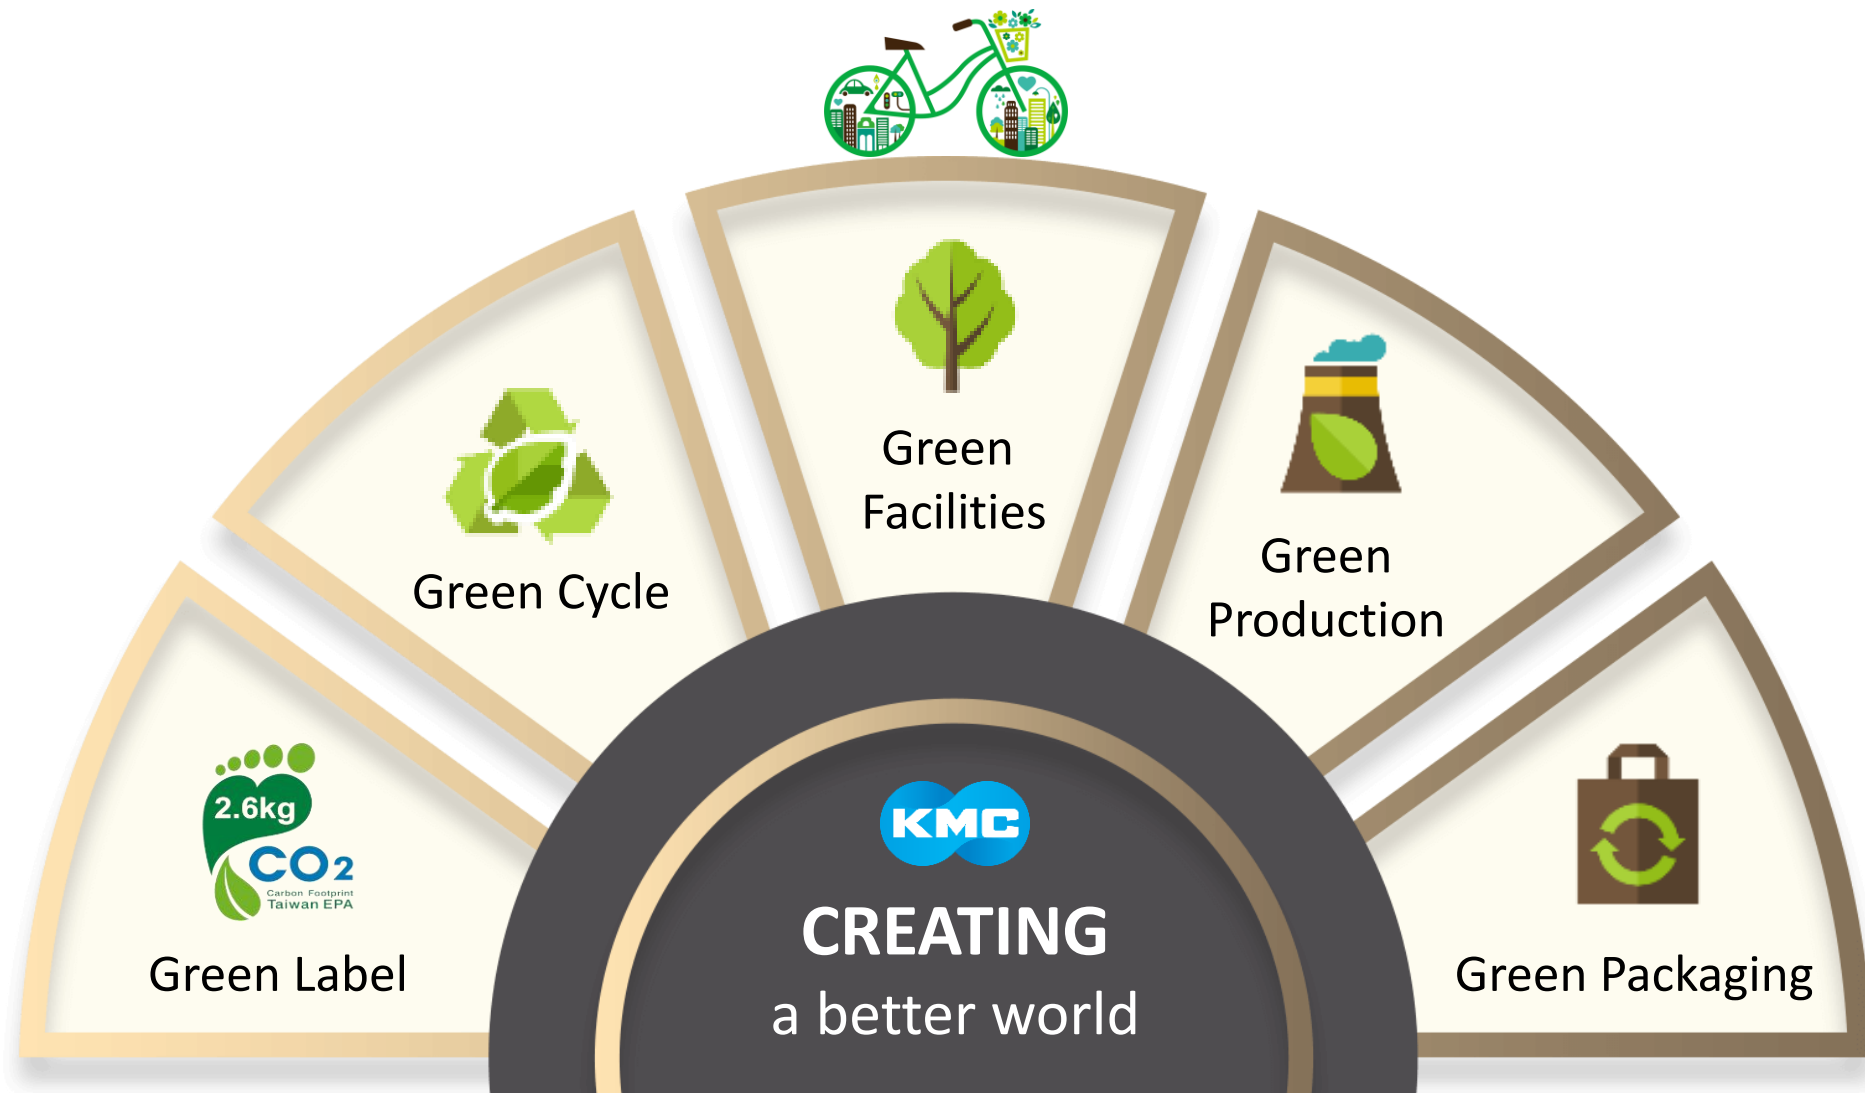 Green
Facilities
Green Cycle
Green
Production
2.6kg
CO2
Carbon Footprint
Taiwan EPA
Green Label
KMC
CREATING
a better world
Green Packaging